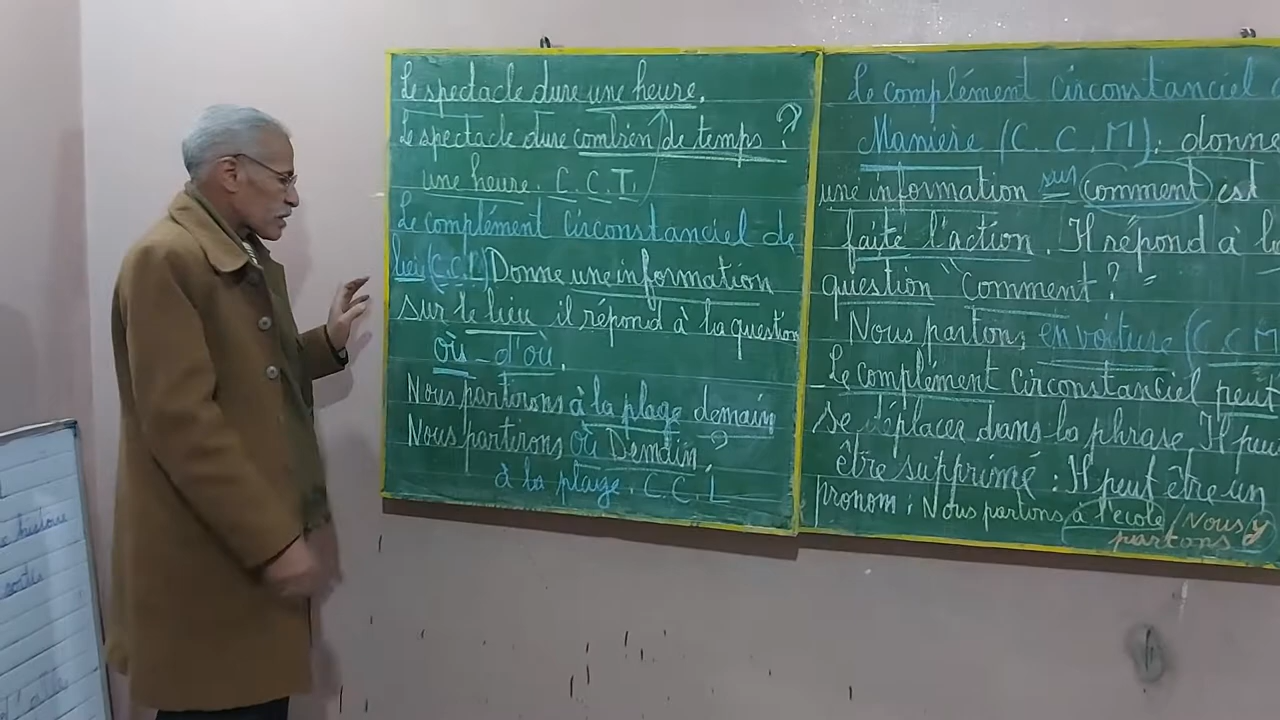 Le spectacle dure une heure.
Le spectacle dure combien de temps ?
une heure. C. C. T.
Le complément circonstanciel de
lieu (C.C.L) Donne une information
sur le lieu il répond à la question
où - d'où.
Nous partirons à la plage demain
Nous partirons où Demain ?
à la plage. C. C. L
Le complément circonstanciel
Manière (C. C. M). donne
une information sur comment est
faite l'action. Il répond à la
question "Comment ? "
Nous partons en voiture (C. C M
Le complément circonstanciel peut
se déplacer dans la phrase Il peu
être supprimé : Il peut être un
pronom : Nous partons à l'école / Nous y
partons
histoire